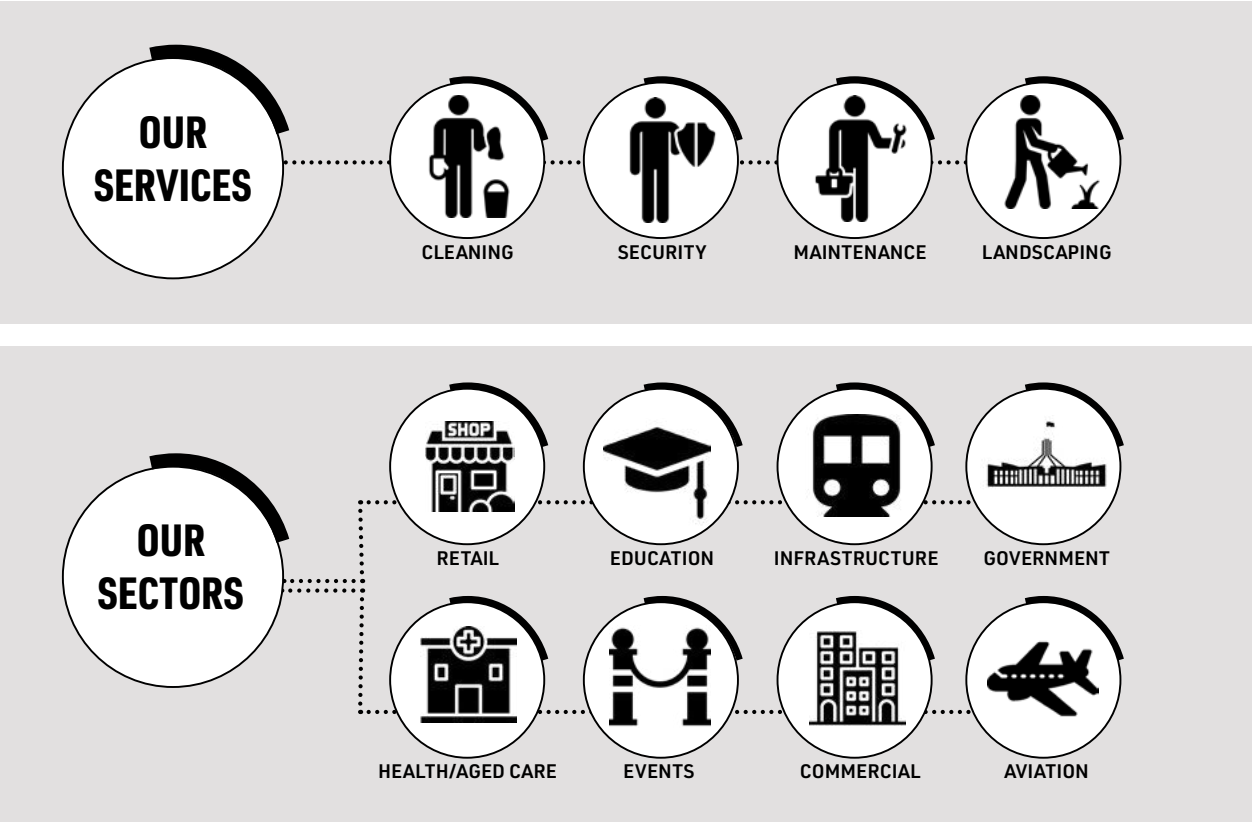 OUR
SERVICES
CLEANING
SECURITY
MAINTENANCE
LANDSCAPING
OUR
SECTORS
SHOP
RETAIL
EDUCATION
INFRASTRUCTURE
GOVERNMENT
HEALTH/AGED CARE
EVENTS
COMMERCIAL
AVIATION